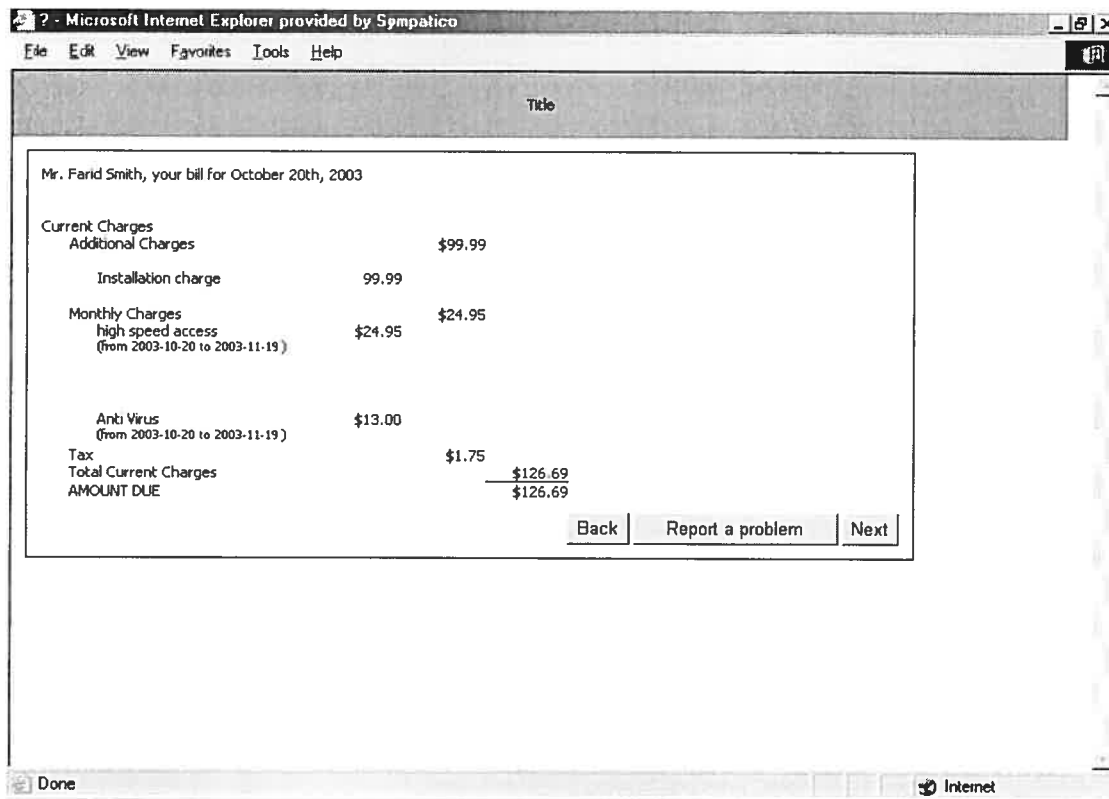 ? - Microsoft Internet Explorer provided by Sympatico
File Edit View Favorites Tools Help
Title
Mr. Farid Smith, your bill for October 20th, 2003
Current Charges
Additional Charges $99.99
Installation charge 99.99
Monthly Charges $24.95
high speed access $24.95
(from 2003-10-20 to 2003-11-19 )
Anti Virus $13.00
(from 2003-10-20 to 2003-11-19 )
Tax $1.75
Total Current Charges $126.69
AMOUNT DUE $126.69
Back Report a problem Next
Done Internet